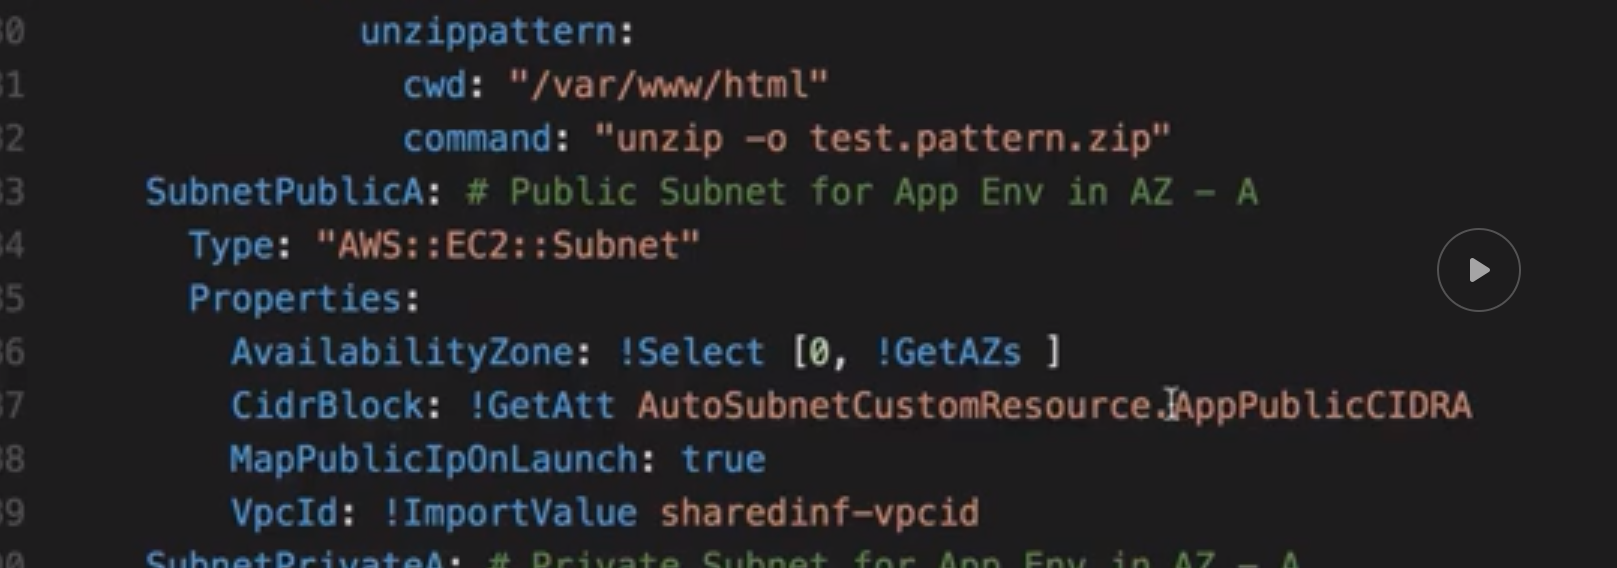 30 unzippattern:
31 cwd: "/var/www/html"
32 command: "unzip -o test.pattern.zip"
33 SubnetPublicA: # Public Subnet for App Env in AZ - A
34 Type: "AWS::EC2::Subnet"
35 Properties:
36 AvailabilityZone: !Select [0, !GetAZs ]
37 CidrBlock: !GetAtt AutoSubnetCustomResource.AppPublicCIDRA
38 MapPublicIpOnLaunch: true
39 VpcId: !ImportValue sharedinf-vpcid
SubnetPrivateA: # Private Subnet for App Env in AZ - A